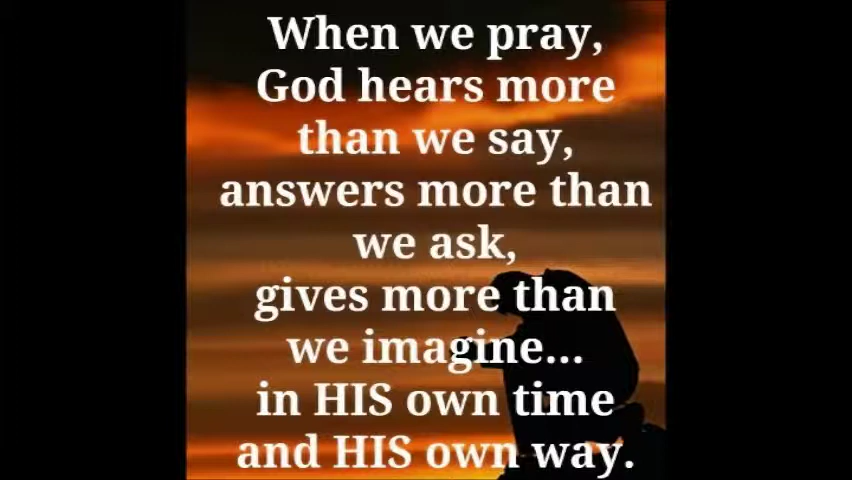 When we pray,
God hears more
than we say,
answers more than
we ask,
gives more than
we imagine...
in HIS own time
and HIS own way.